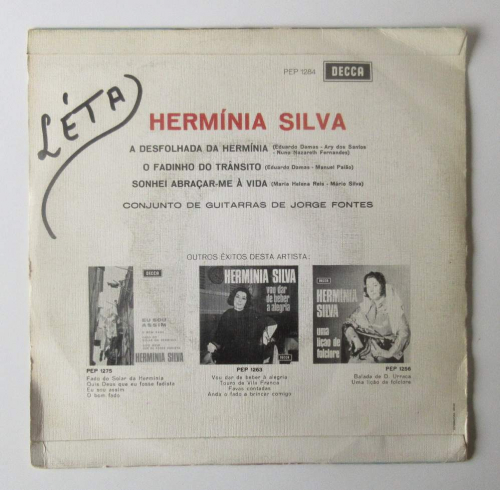 PEP 1284 DECCA
LÉTA
HERMÍNIA SILVA
A DESFOLHADA DA HERMÍNIA (Eduardo Damas - Ary dos Santos
- Nuno Nazareth Fernandes)
O FADINHO DO TRÂNSITO (Eduardo Damas - Manuel Paião)
SONHEI ABRAÇAR-ME À VIDA (Maria Helena Reis - Mário Silva)
CONJUNTO DE GUITARRAS DE JORGE FONTES
OUTROS ÊXITOS DESTA ARTISTA:
DECCA
HERMÍNIA SILVA
PEP 1275
Fado do Solar da Hermínia
Quis Deus que eu fosse fadista
Eu sou assim
O bom fado
HERMÍNIA SILVA
vou dar
de beber
à alegria
DECCA
PEP 1263
Vou dar de beber à alegria
Touro de Vila Franca
Favas contadas
Anda o fado a brincar comigo
DECCA
HERMÍNIA
SILVA
uma
lição de
folclore
PEP 1258
Balada de D. Urraca
Uma lição de folclore